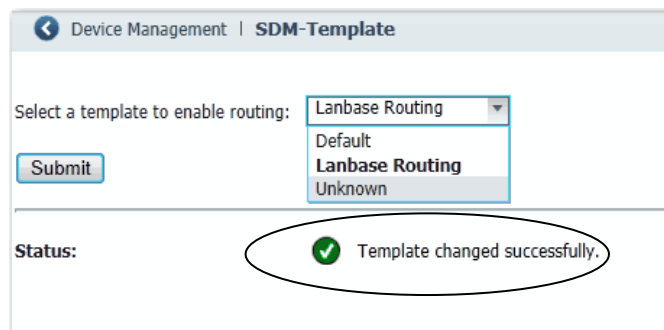 Device Management | SDM-Template
Select a template to enable routing: Lanbase Routing
Default
Lanbase Routing
Unknown
Submit
Status: Template changed successfully.